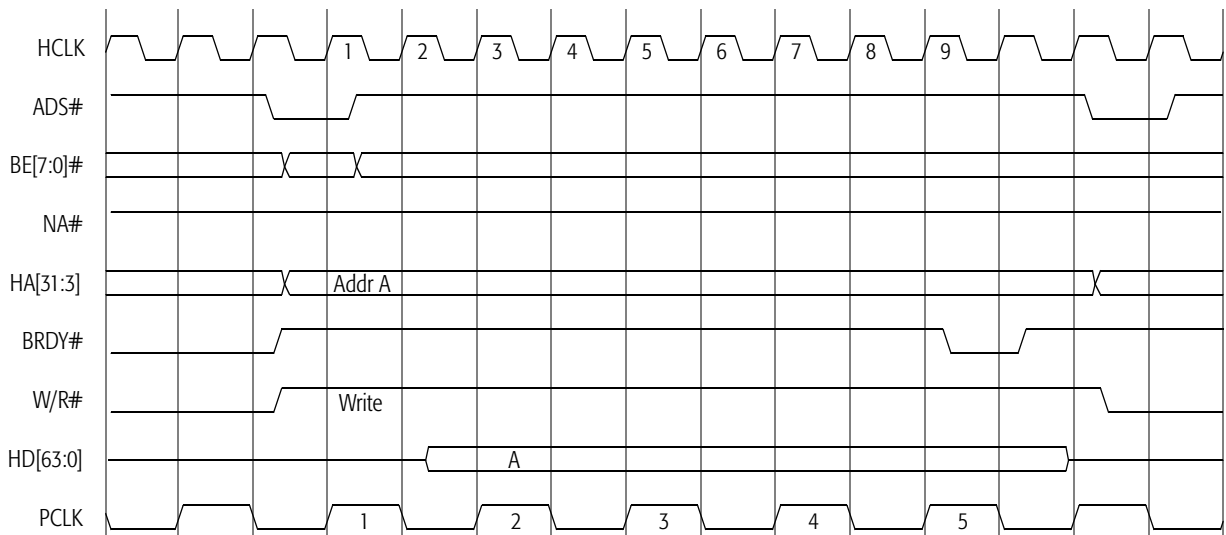 HCLK 1 2 3 4 5 6 7 8 9
ADS#
BE[7:0]#
NA#
HA[31:3] Addr A
BRDY#
W/R# Write
HD[63:0] A
PCLK 1 2 3 4 5